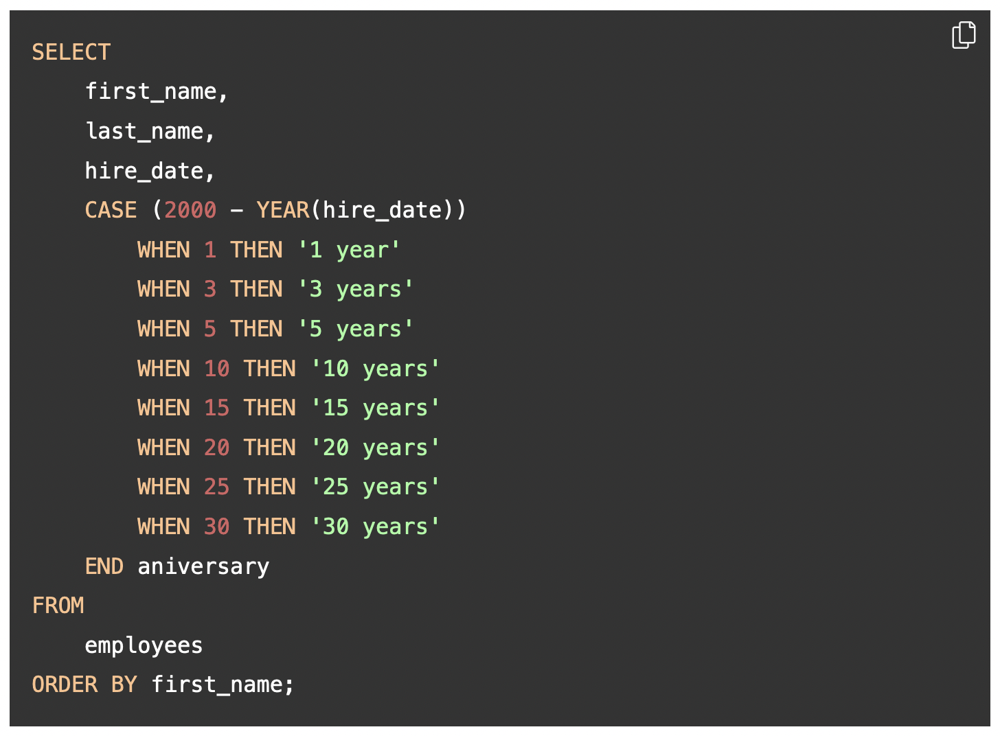 SELECT
    first_name,
    last_name,
    hire_date,
    CASE (2000 - YEAR(hire_date))
        WHEN 1 THEN '1 year'
        WHEN 3 THEN '3 years'
        WHEN 5 THEN '5 years'
        WHEN 10 THEN '10 years'
        WHEN 15 THEN '15 years'
        WHEN 20 THEN '20 years'
        WHEN 25 THEN '25 years'
        WHEN 30 THEN '30 years'
    END aniversary
FROM
    employees
ORDER BY first_name;